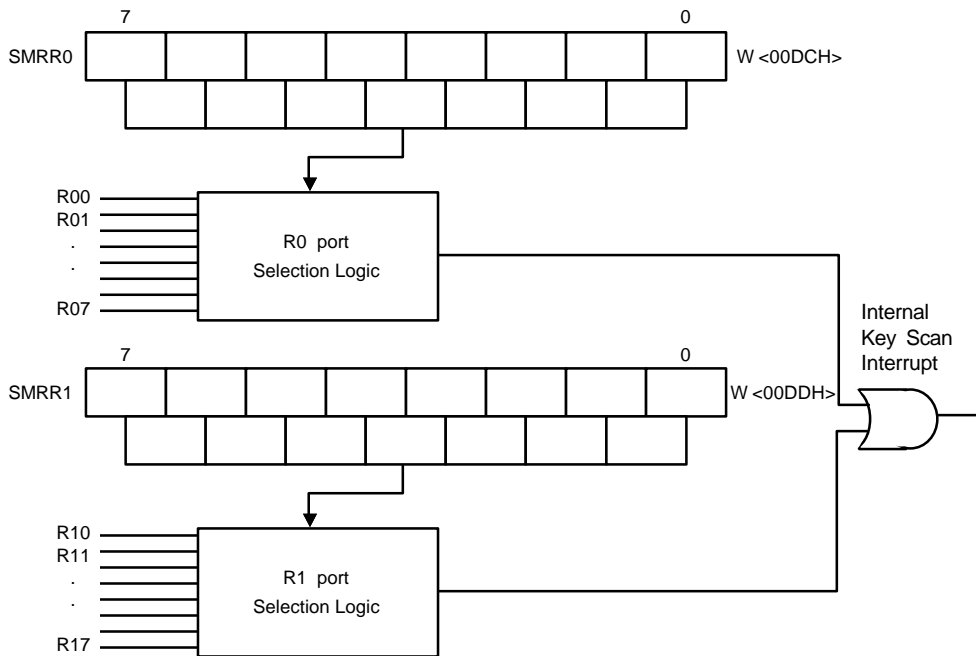 7 0
SMRR0 W <00DCH>
R00
R01
.
.
R07
R0 port
Selection Logic
Internal
Key Scan
Interrupt
7 0
SMRR1 W <00DDH>
R10
R11
.
.
R17
R1 port
Selection Logic